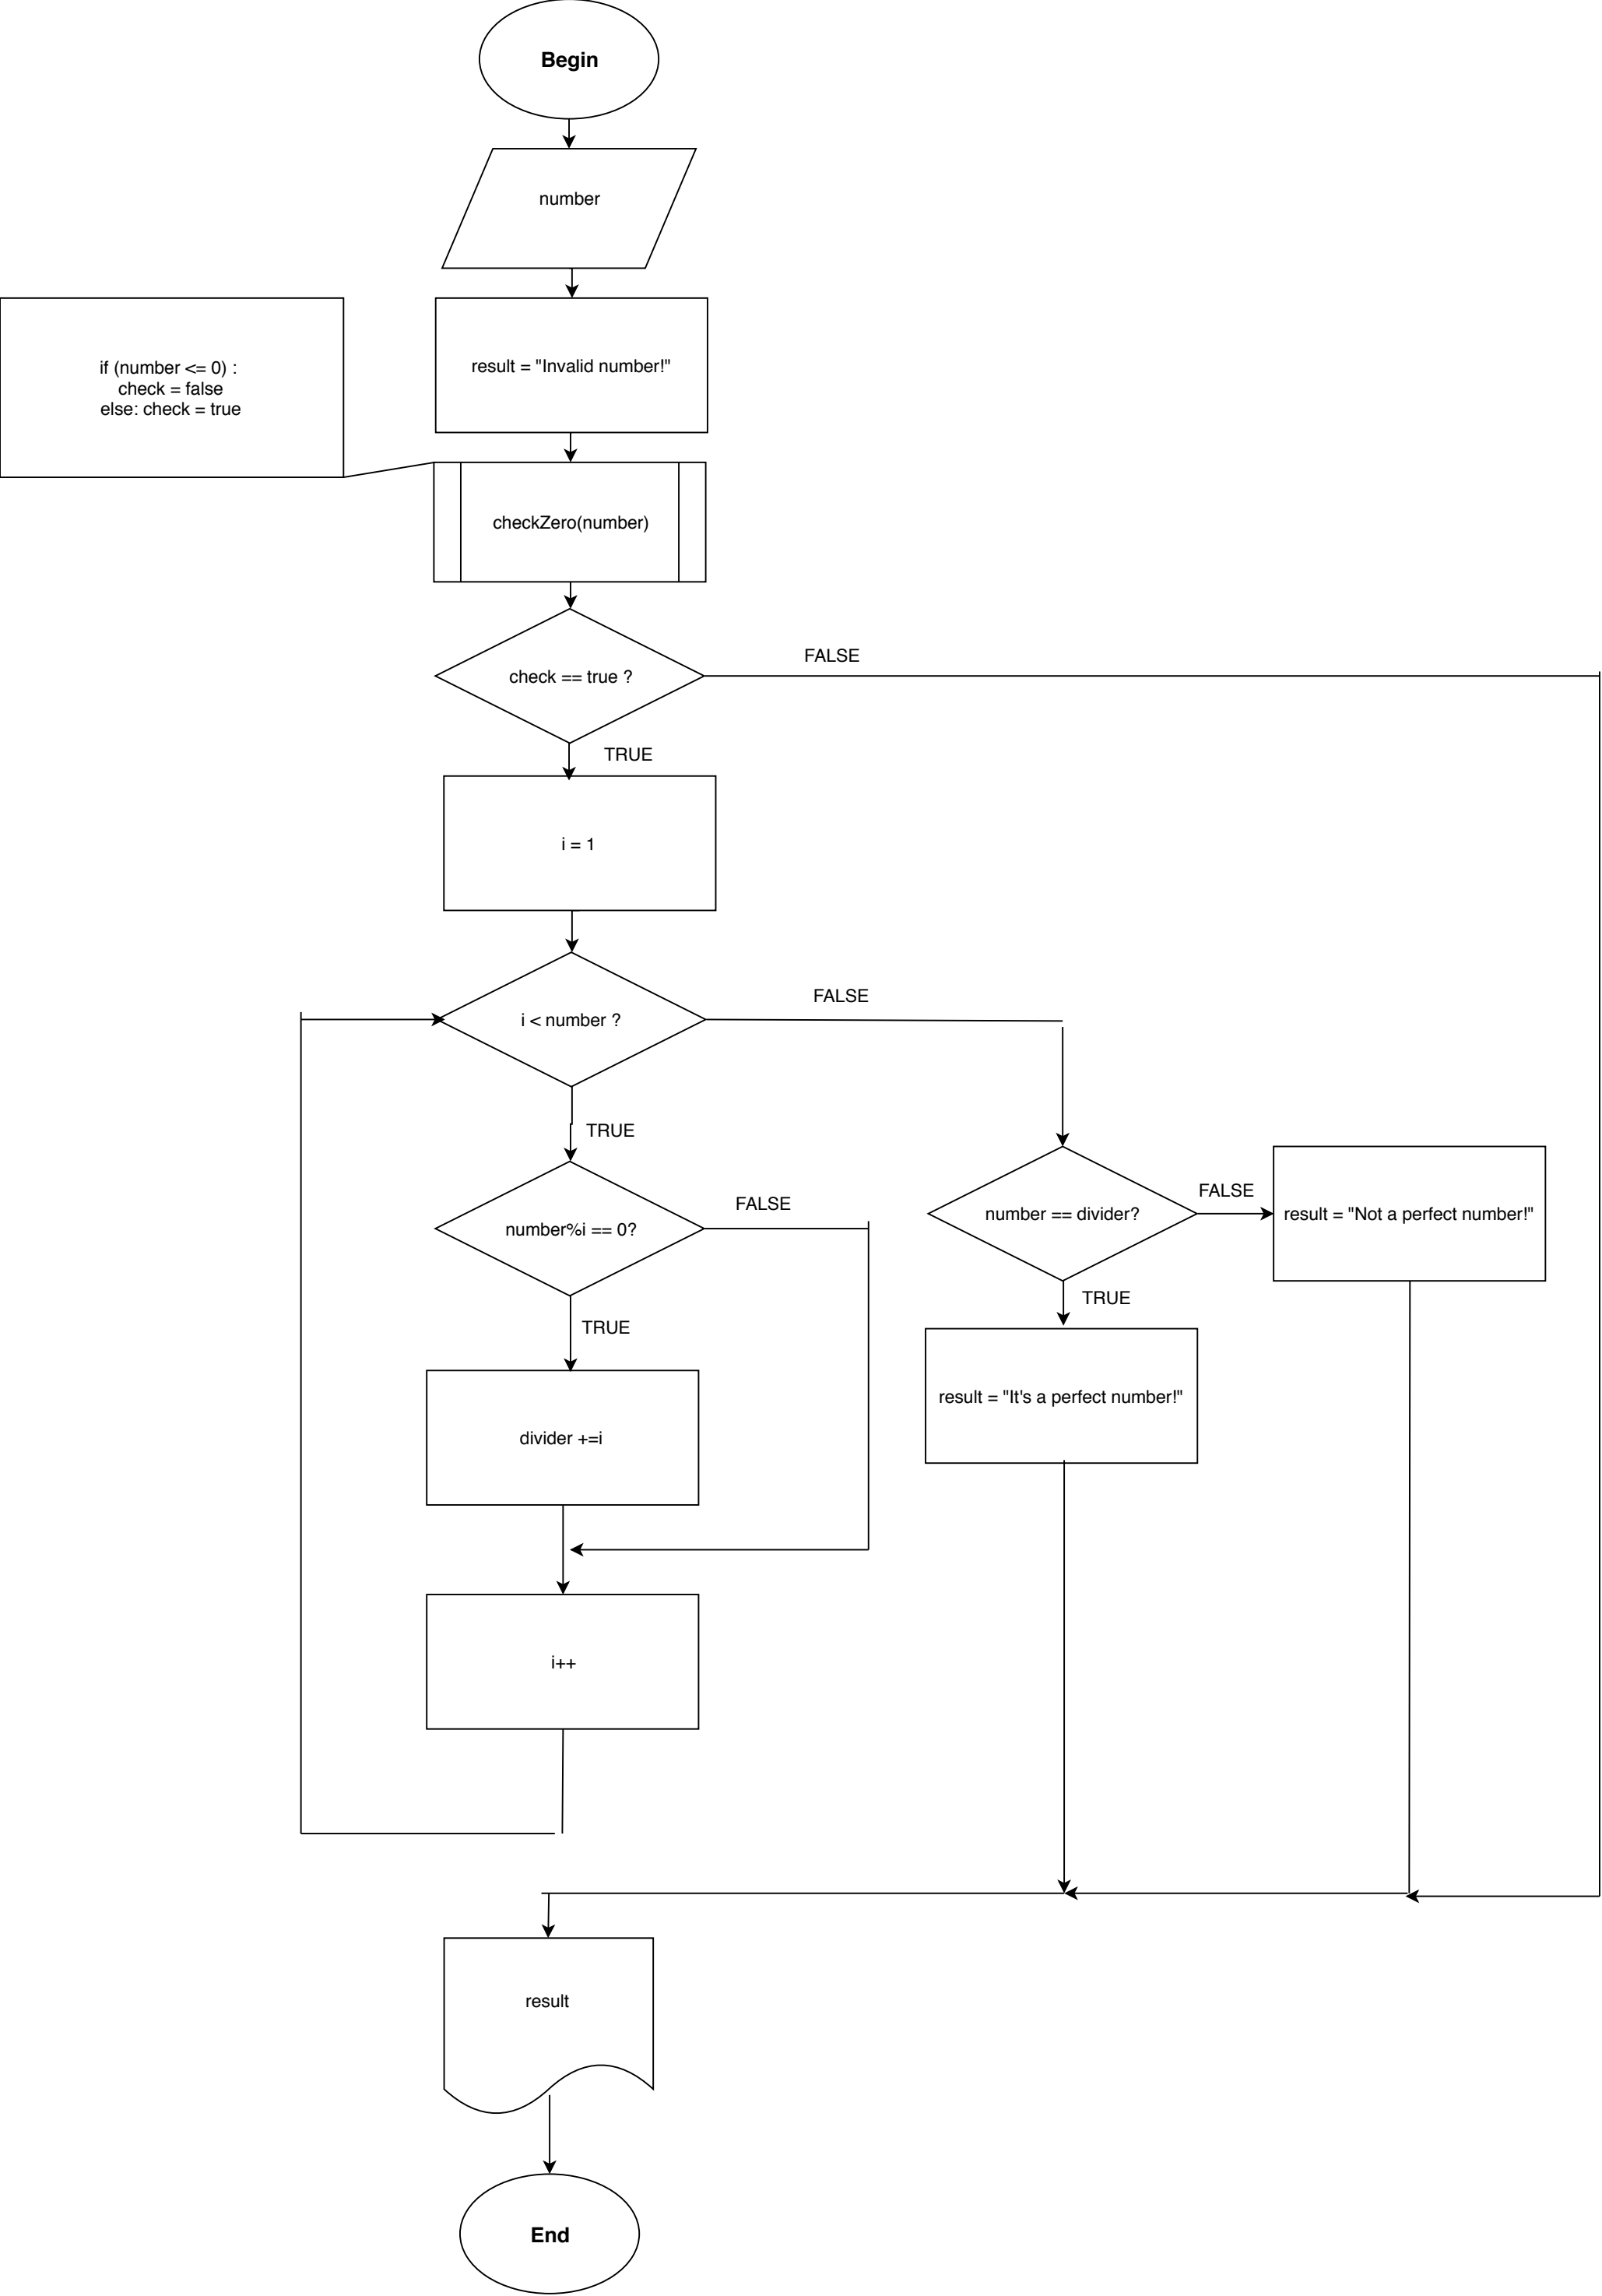 Begin
number
result = "Invalid number!"
if (number <= 0) :
check = false
else: check = true
checkZero(number)
check == true ?
FALSE
TRUE
i = 1
i < number ?
FALSE
TRUE
number%i == 0?
FALSE
TRUE
divider +=i
i++
number == divider?
FALSE
result = "Not a perfect number!"
TRUE
result = "It's a perfect number!"
result
End